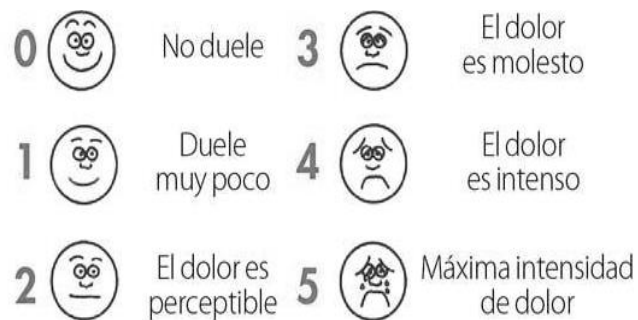 0 No duele
1 Duele
muy poco
2 El dolor es
perceptible
3 El dolor
es molesto
4 El dolor
es intenso
5 Máxima intensidad
de dolor